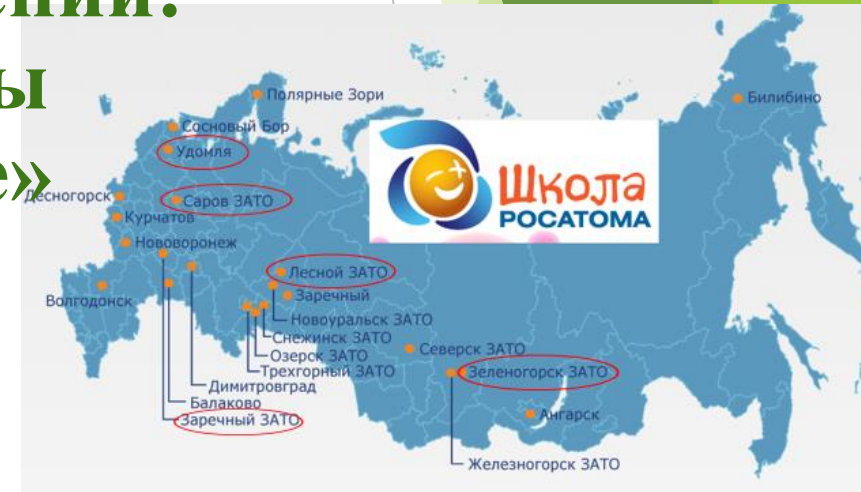 ы
е»
Полярные Зори
Билибино
Сосновый Бор
Удомля
Школа
РОСАТОМА
Десногорск
Саров ЗАТО
Курчатов
Нововоронеж
Лесной ЗАТО
Волгодонск
Заречный
Новоуральск ЗАТО
Снежинск ЗАТО
Северск ЗАТО
Озерск ЗАТО
Трехгорный ЗАТО
Зеленогорск ЗАТО
Димитровград
Балаково
Ангарск
Заречный ЗАТО
Железногорск ЗАТО